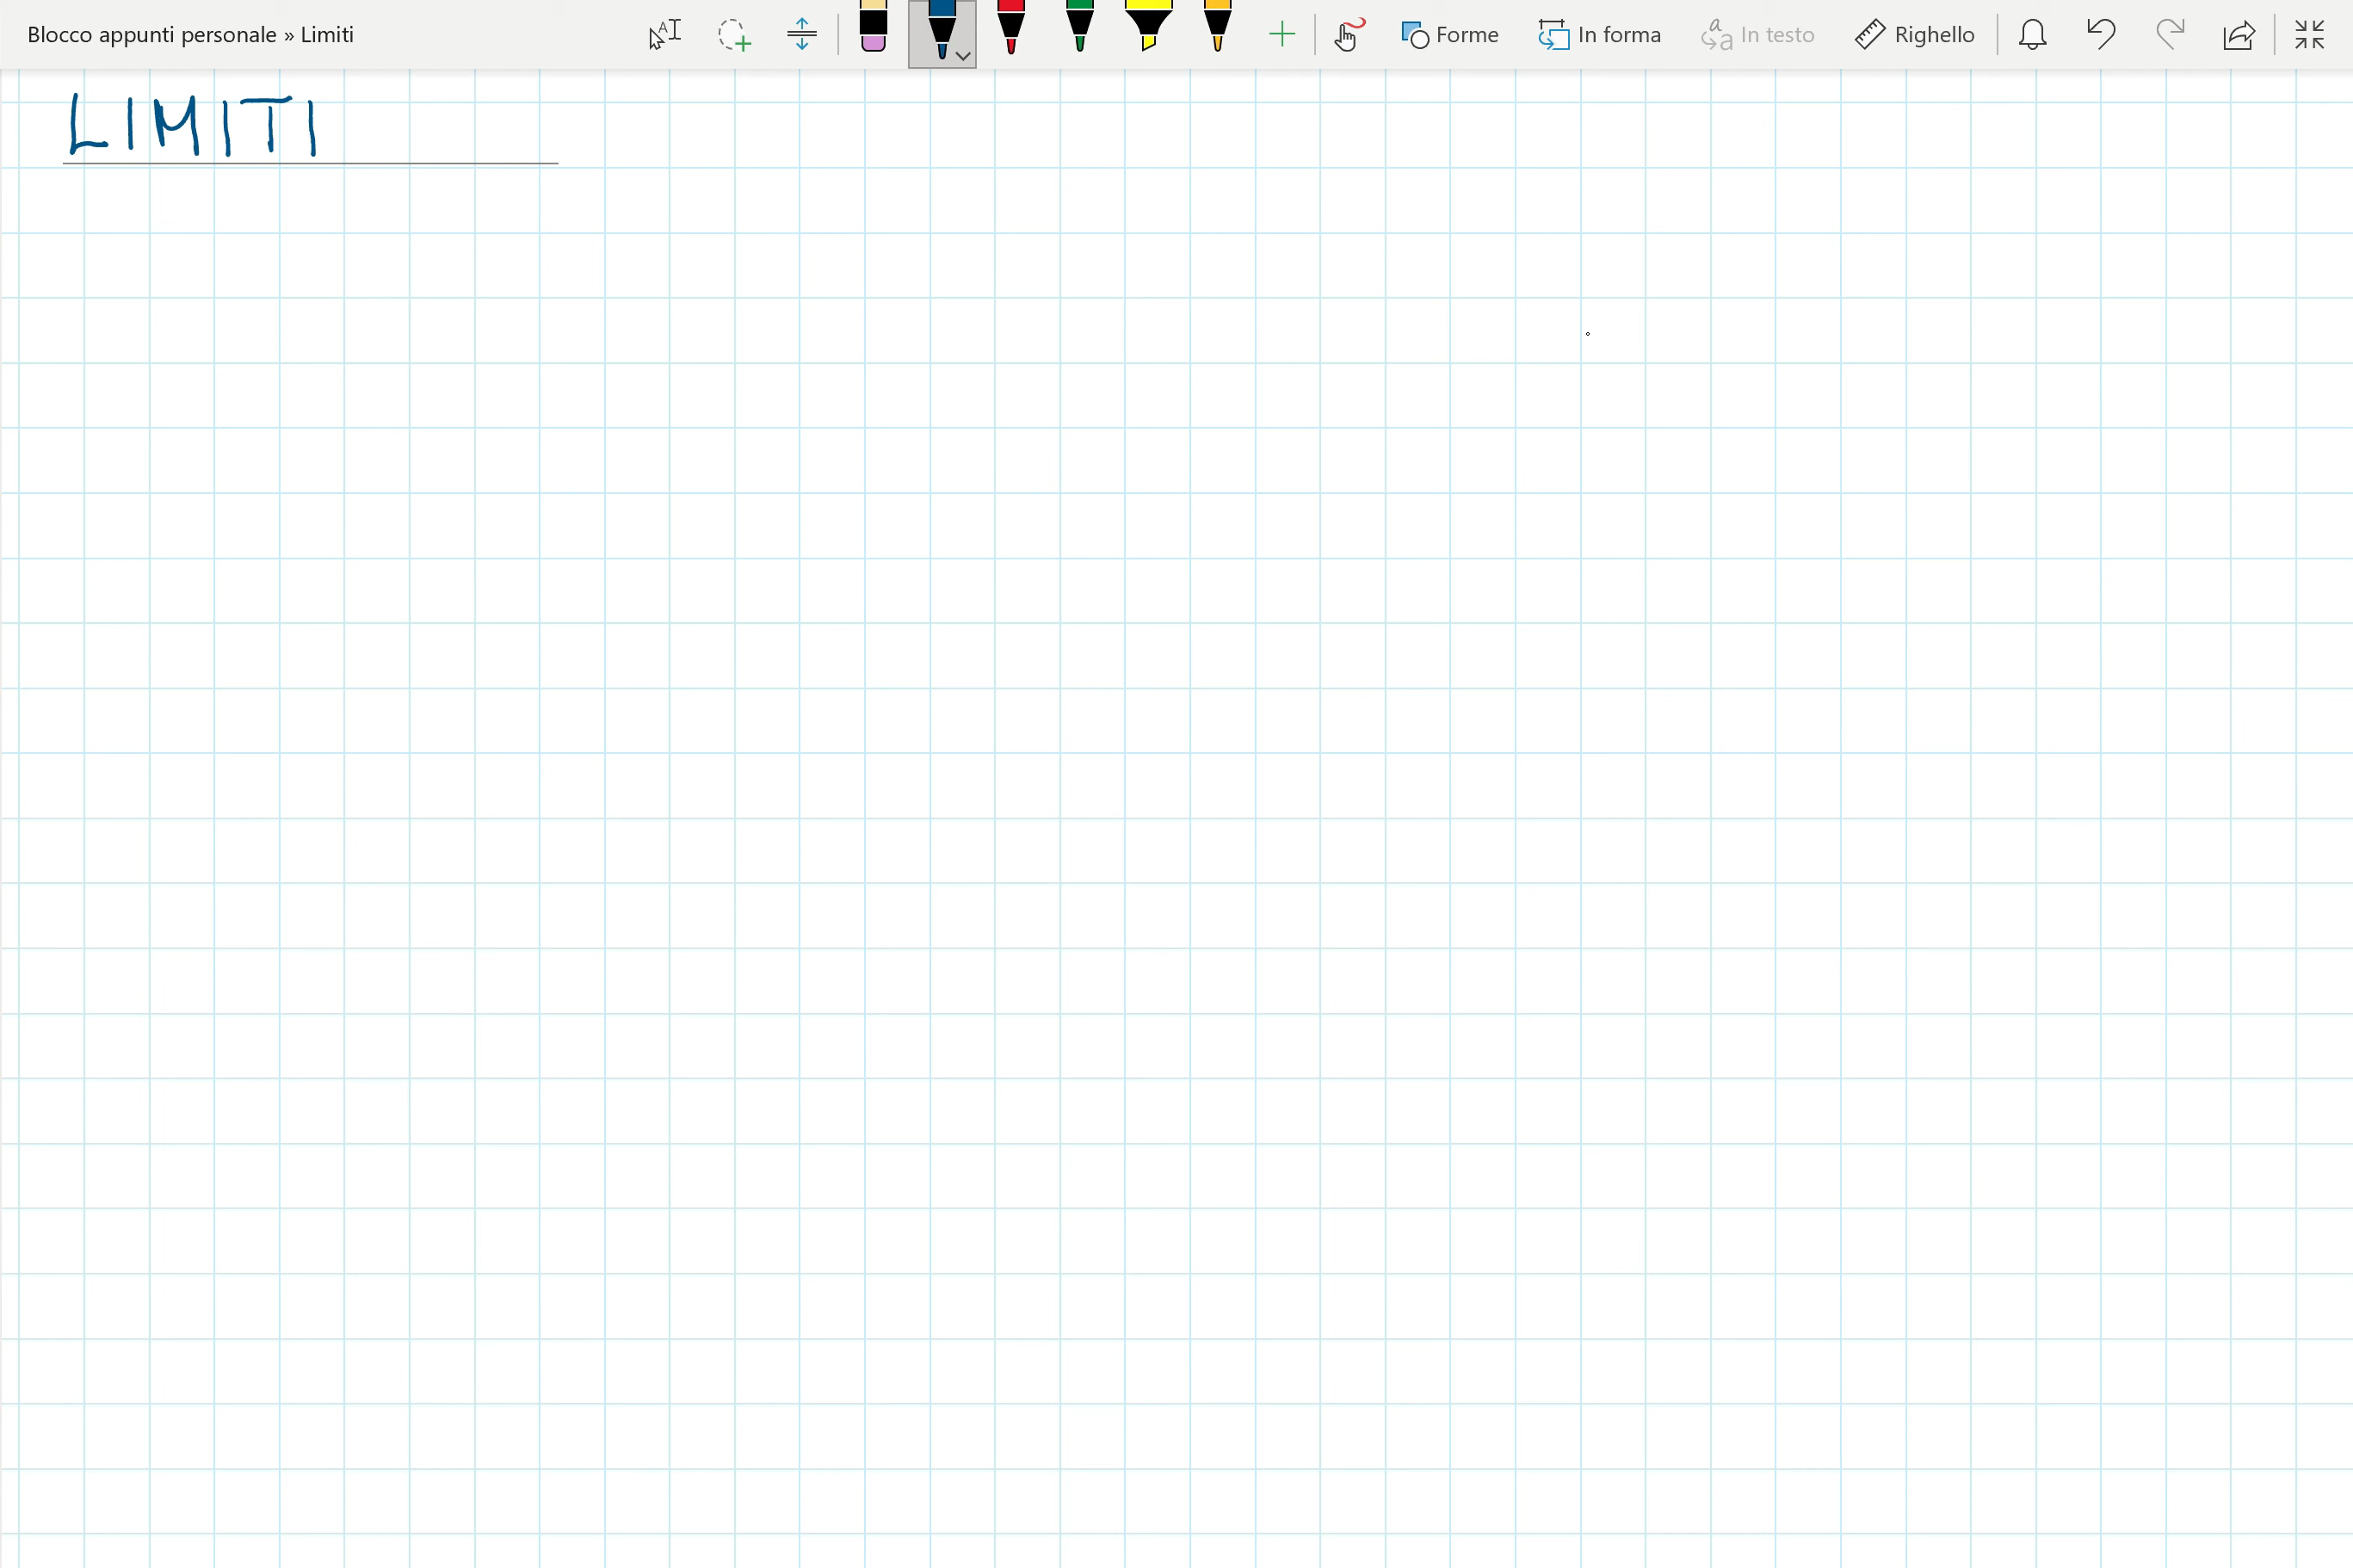 Blocco appunti personale » Limiti
Forme
In forma
In testo
Righello
LIMITI